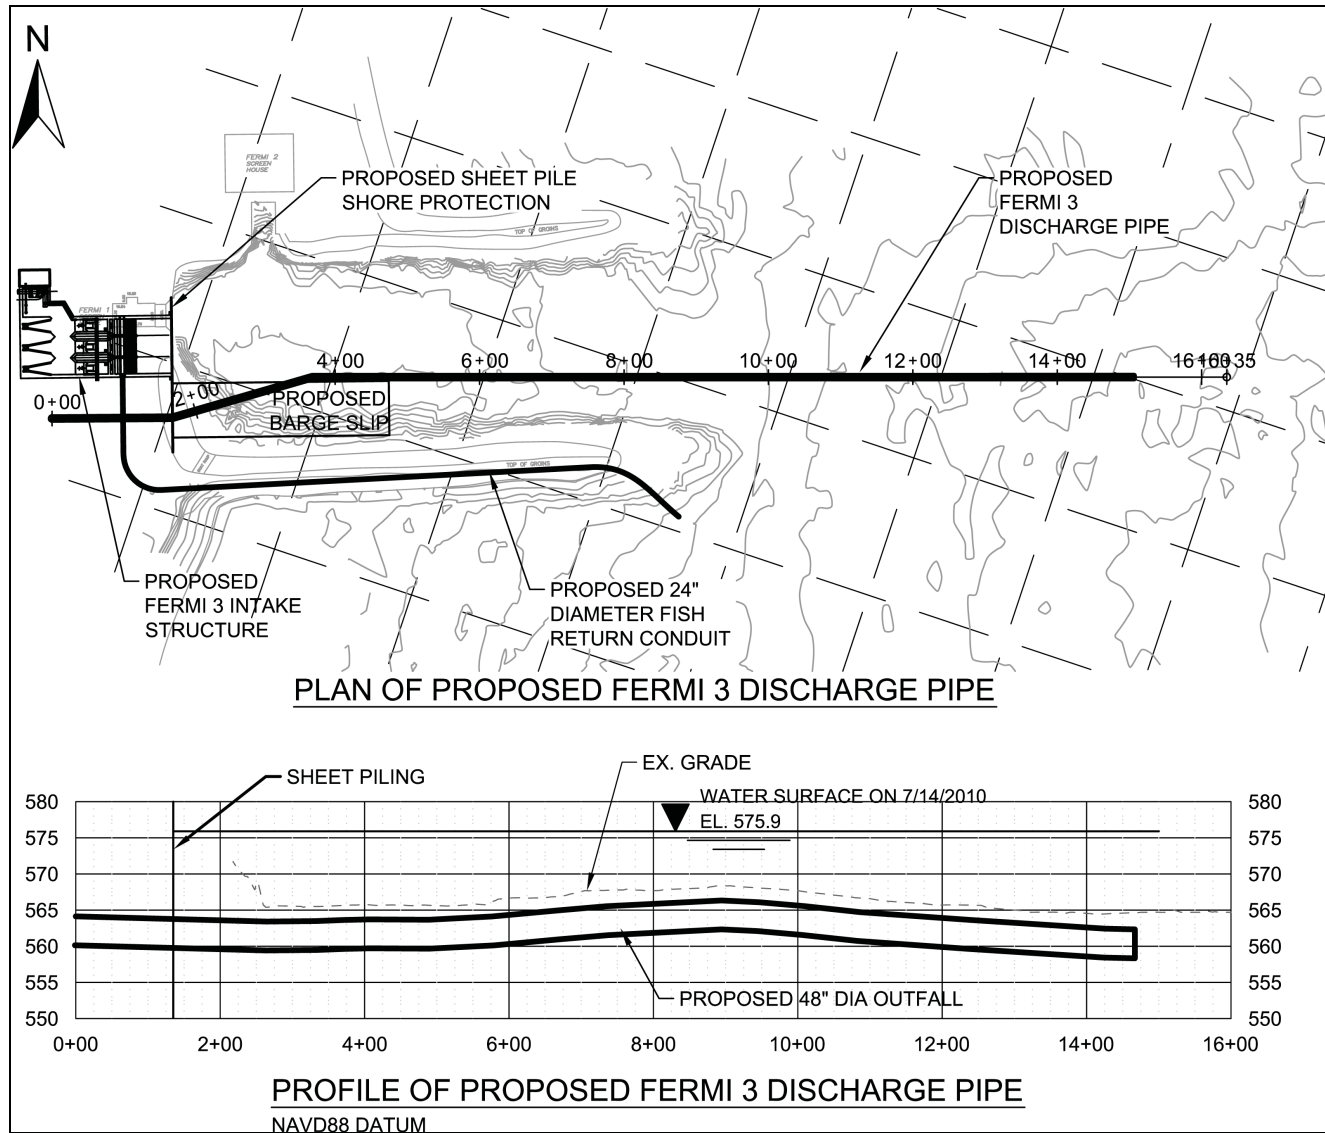 N
FERMI 2
SCREEN
HOUSE
PROPOSED SHEET PILE
SHORE PROTECTION
PROPOSED
FERMI 3
DISCHARGE PIPE
TOP OF GROINS
FERMI 1
0+00
2+00
4+00
6+00
8+00
10+00
12+00
14+00
16+00
16+35
PROPOSED
BARGE SLIP
TOP OF GROINS
PROPOSED
FERMI 3 INTAKE
STRUCTURE
PROPOSED 24"
DIAMETER FISH
RETURN CONDUIT
PLAN OF PROPOSED FERMI 3 DISCHARGE PIPE
SHEET PILING
EX. GRADE
WATER SURFACE ON 7/14/2010
EL. 575.9
580 580
575 575
570 570
565 565
560 560
555 555
550 550
PROPOSED 48" DIA OUTFALL
0+00 2+00 4+00 6+00 8+00 10+00 12+00 14+00 16+00
PROFILE OF PROPOSED FERMI 3 DISCHARGE PIPE
NAVD88 DATUM